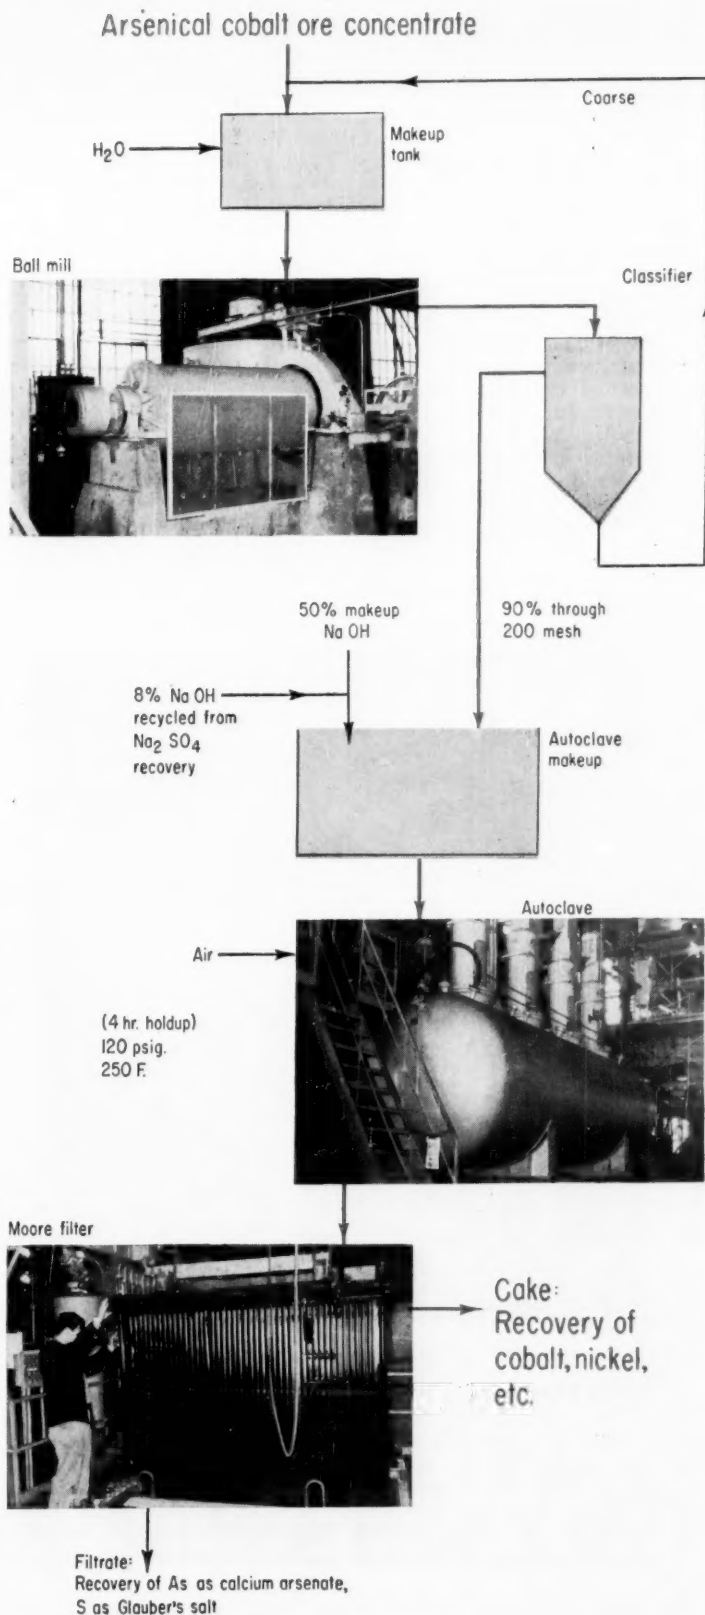 Arsenical cobalt ore concentrate
Coarse
H₂O
Makeup
tank
Ball mill
Classifier
50% makeup
Na OH
90% through
200 mesh
8% Na OH
recycled from
Na₂ SO₄
recovery
Autoclave
makeup
Autoclave
Air
(4 hr. holdup)
120 psig.
250 F.
Moore filter
Cake:
Recovery of
cobalt, nickel,
etc.
Filtrate:
Recovery of As as calcium arsenate,
S as Glauber's salt